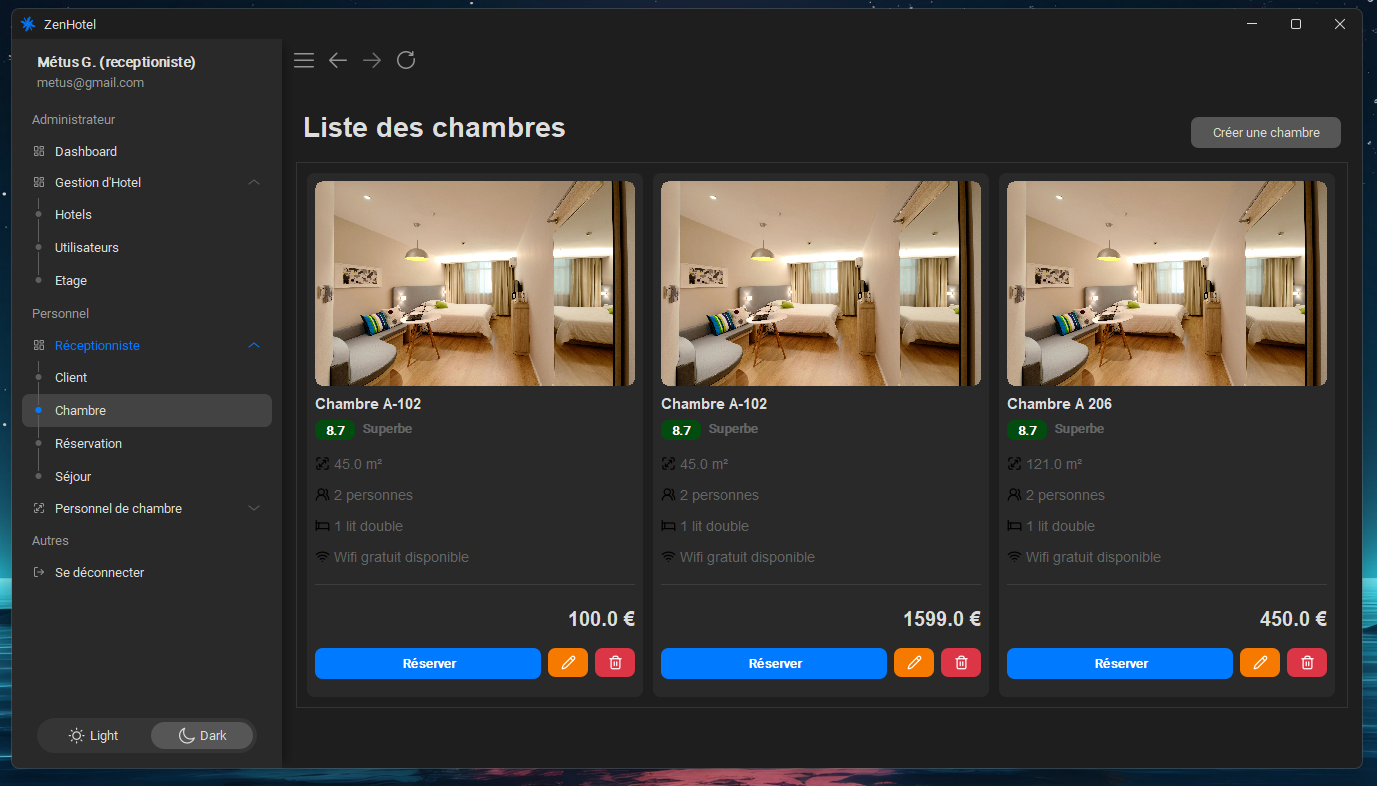 ZenHotel
Métus G. (receptioniste)
metus@gmail.com
Administrateur
Dashboard
Gestion d'Hotel
Hotels
Utilisateurs
Etage
Personnel
Réceptionniste
Client
Chambre
Réservation
Séjour
Personnel de chambre
Autres
Se déconnecter
Light
Dark
Liste des chambres
Créer une chambre
Chambre A-102
8.7 Superbe
45.0 m²
2 personnes
1 lit double
Wifi gratuit disponible
100.0 €
Réserver
Chambre A-102
8.7 Superbe
45.0 m²
2 personnes
1 lit double
Wifi gratuit disponible
1599.0 €
Réserver
Chambre A 206
8.7 Superbe
121.0 m²
2 personnes
1 lit double
Wifi gratuit disponible
450.0 €
Réserver